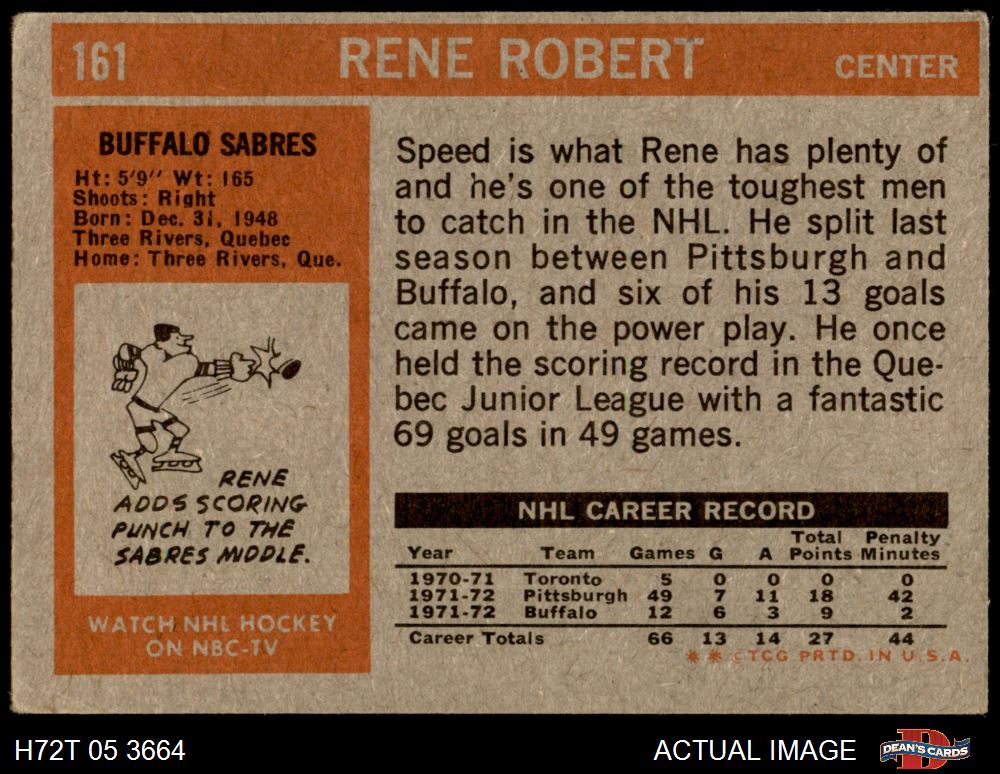 161 RENE ROBERT CENTER
BUFFALO SABRES
Ht: 5'9" Wt: 165
Shoots: Right
Born: Dec. 31, 1948
Three Rivers, Quebec
Home: Three Rivers, Que.
RENE
ADDS SCORING
PUNCH TO THE
SABRES MIDDLE.
WATCH NHL HOCKEY
ON NBC-TV
Speed is what Rene has plenty of
and he's one of the toughest men
to catch in the NHL. He split last
season between Pittsburgh and
Buffalo, and six of his 13 goals
came on the power play. He once
held the scoring record in the Que-
bec Junior League with a fantastic
69 goals in 49 games.
NHL CAREER RECORD
Total Penalty
Year Team Games G A Points Minutes
1970-71 Toronto 5 0 0 0 0
1971-72 Pittsburgh 49 7 11 18 42
1971-72 Buffalo 12 6 3 9 2
Career Totals 66 13 14 27 44
** ©TCG PRTD. IN U.S.A.
H72T 05 3664 ACTUAL IMAGE DEAN'S CARDS